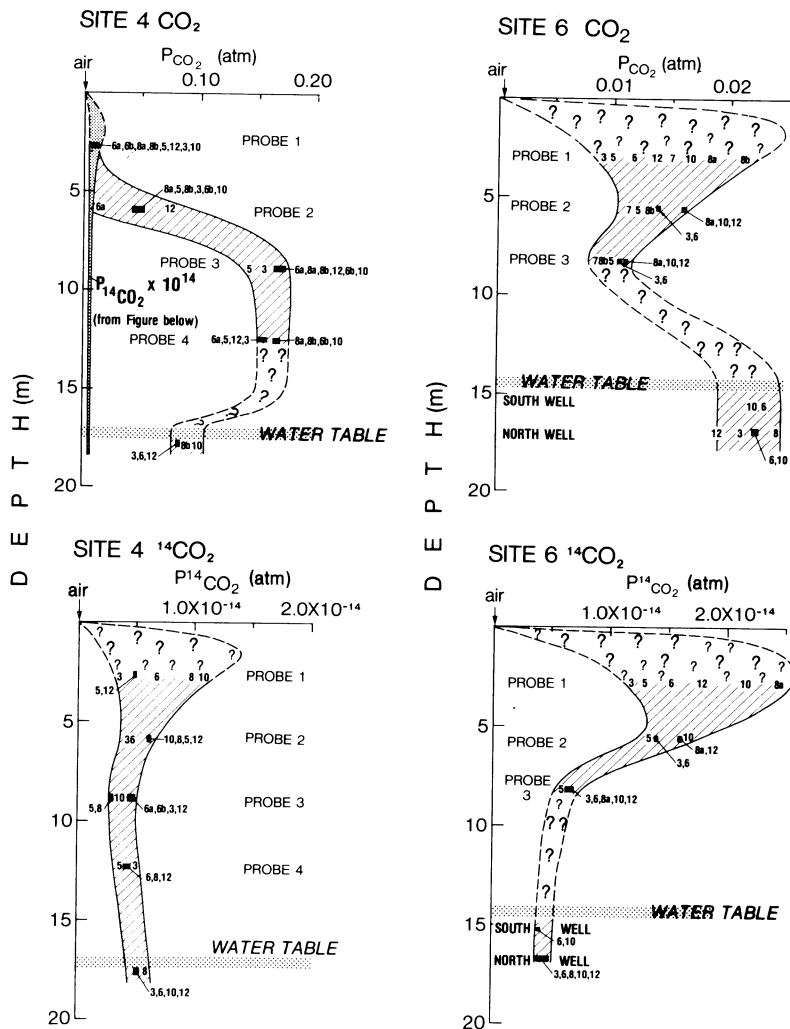 SITE 4 CO₂
P_CO₂ (atm)
air
0.10
0.20
6a,6b,8a,8b,5,12,3,10
PROBE 1
5
8a,5,8b,3,6b,10
6a
12
PROBE 2
PROBE 3
5 3
6a,8a,8b,12,6b,10
P¹⁴CO₂ x 10¹⁴
(from Figure below)
10
PROBE 4
6a,5,12,3
8a,8b,6b,10
? ?
? ?
?
?
15
?
?
WATER TABLE
3,6,12
8b 10
20
SITE 6 CO₂
P_CO₂ (atm)
air
0.01
0.02
? ? ? ? ?
? ? ? ?
? ? ? ? ?
PROBE 1
3 5 6 12 7 10 8a 8b
5
PROBE 2
7 5 8b
8a,10,12
3,6
PROBE 3
7 8b 5
8a,10,12
3,6
? ?
10
?
?
? ? ?
? ?
?
WATER TABLE
15
SOUTH WELL
10 6
NORTH WELL
12 3 8
6,10
20
DEPTH (m)
DEPTH (m)
SITE 4 ¹⁴CO₂
P¹⁴CO₂ (atm)
air
1.0X10⁻¹⁴
2.0X10⁻¹⁴
? ?
? ? ? ?
? ? ? ?
3 6 8 10
PROBE 1
5,12
5
36
10,8,5,12
PROBE 2
5,8
10
6a,6b,3,12
PROBE 3
10
5 3
6,8,12
PROBE 4
15
WATER TABLE
8
3,6,10,12
20
SITE 6 ¹⁴CO₂
P¹⁴CO₂ (atm)
air
1.0X10⁻¹⁴
2.0X10⁻¹⁴
? ? ? ? ?
? ? ? ?
? ? ? ? ?
PROBE 1
3 5 6 12 10 8a
5
PROBE 2
5
10
8a,12
3,6
PROBE 3
5
3,6,8a,10,12
?
10
? ?
?
?
WATER TABLE
15
SOUTH WELL
6,10
NORTH WELL
3,6,8,10,12
20